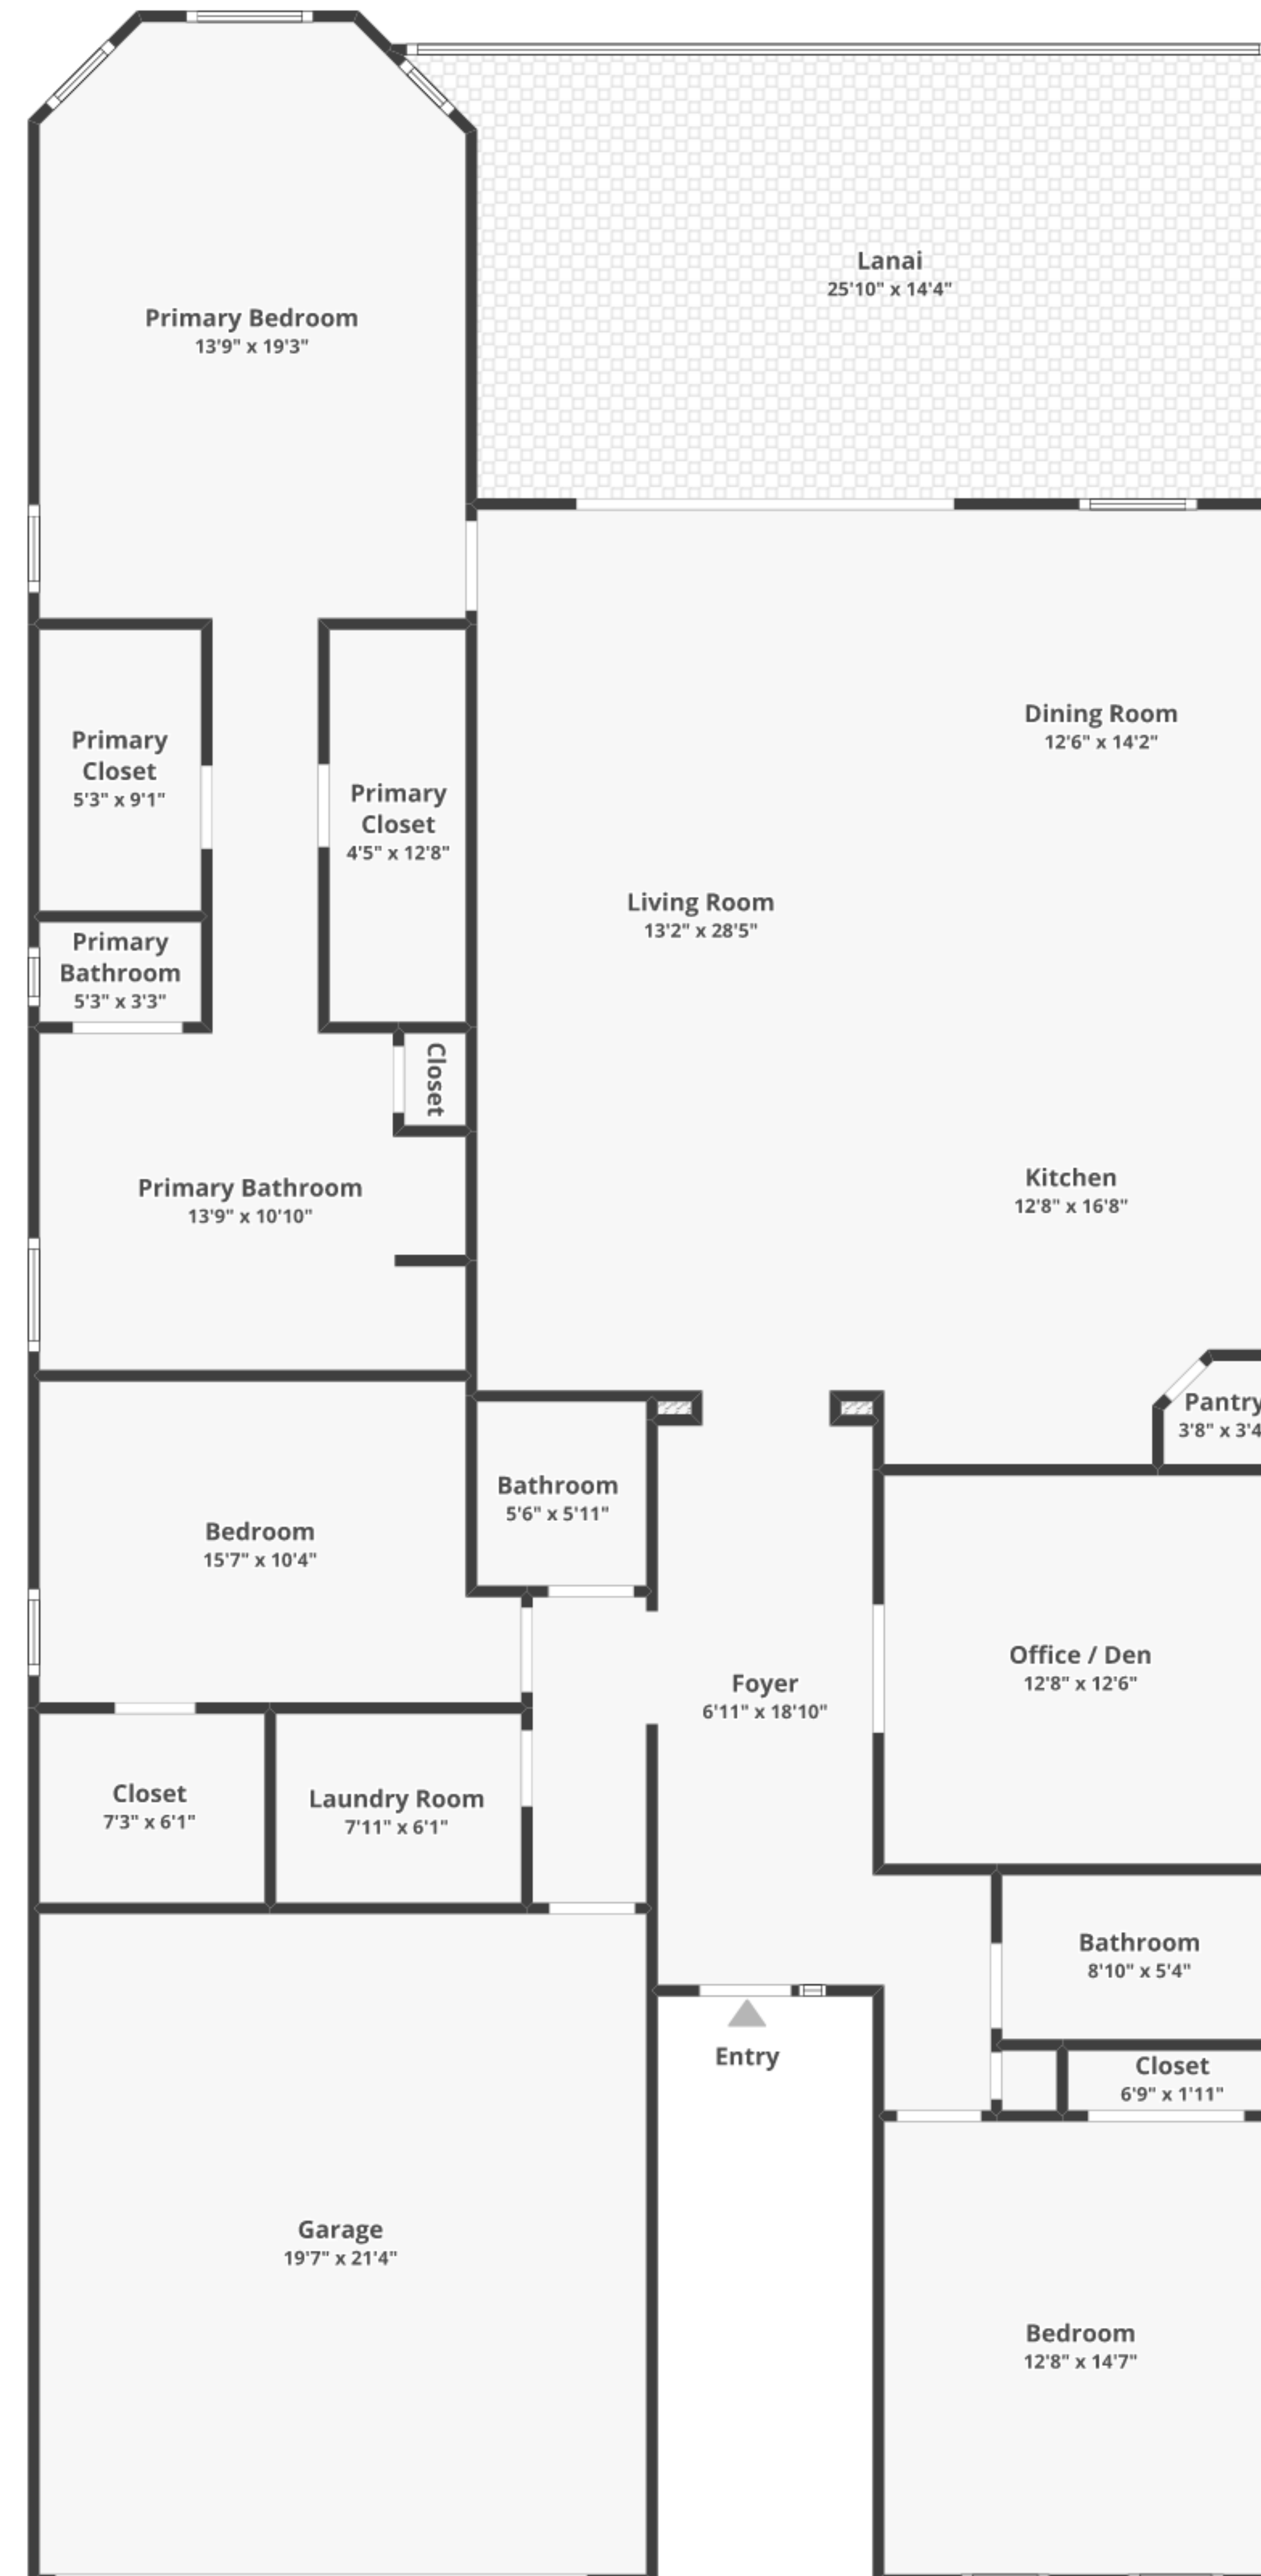 Lanai
25'10" x 14'4"
Primary Bedroom
13'9" x 19'3"
Dining Room
12'6" x 14'2"
Primary
Closet
5'3" x 9'1"
Primary
Closet
4'5" x 12'8"
Living Room
13'2" x 28'5"
Primary
Bathroom
5'3" x 3'3"
Closet
Primary Bathroom
13'9" x 10'10"
Kitchen
12'8" x 16'8"
Pantry
3'8" x 3'4
Bathroom
5'6" x 5'11"
Bedroom
15'7" x 10'4"
Office / Den
12'8" x 12'6"
Foyer
6'11" x 18'10"
Closet
7'3" x 6'1"
Laundry Room
7'11" x 6'1"
Bathroom
8'10" x 5'4"
Entry
Closet
6'9" x 1'11"
Garage
19'7" x 21'4"
Bedroom
12'8" x 14'7"